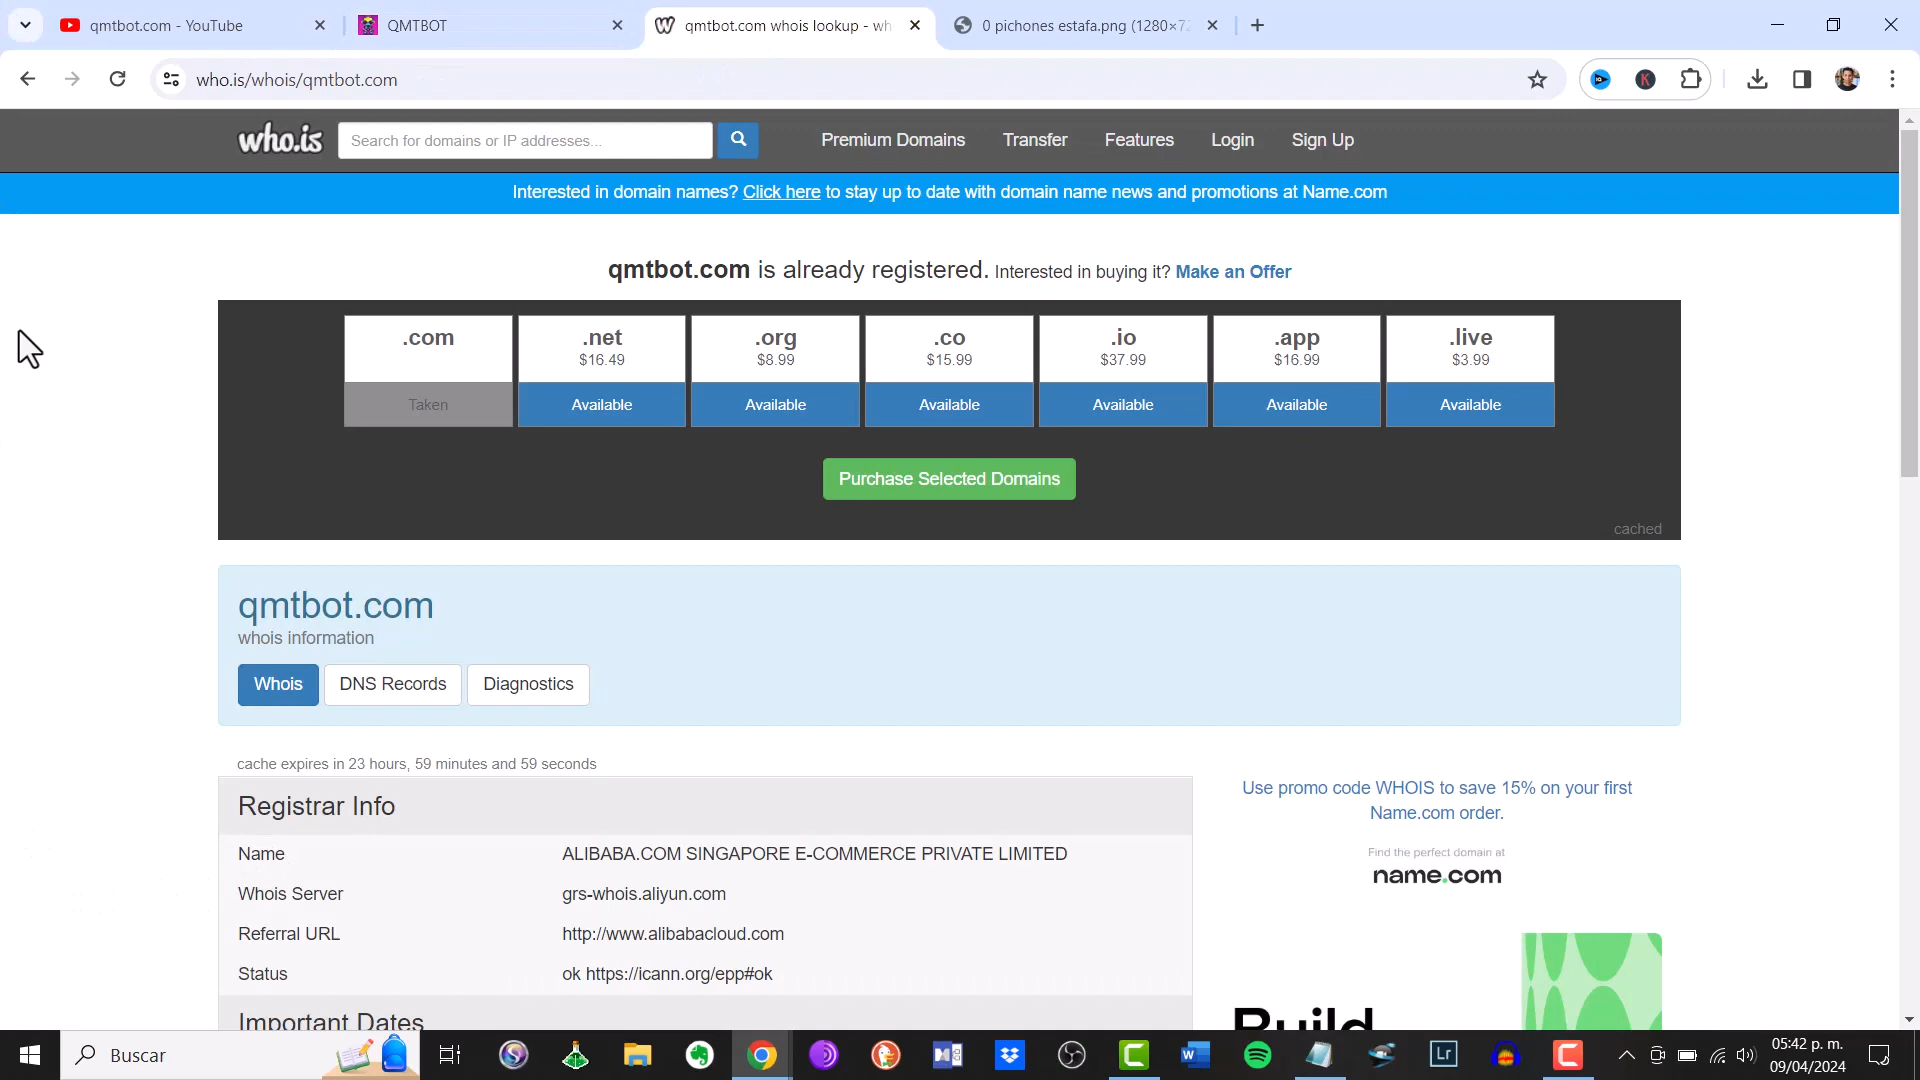 qmtbot.com - YouTube
QMTBOT
qmtbot.com whois lookup - wh
0 pichones estafa.png (1280×72
who.is/whois/qmtbot.com
who.is
Search for domains or IP addresses...
Premium Domains
Transfer
Features
Login
Sign Up
Interested in domain names? Click here to stay up to date with domain name news and promotions at Name.com
qmtbot.com is already registered. Interested in buying it? Make an Offer
.com
.net
.org
.co
.io
.app
.live
$16.49
$8.99
$15.99
$37.99
$16.99
$3.99
Taken
Available
Available
Available
Available
Available
Available
Purchase Selected Domains
cached
qmtbot.com
whois information
Whois
DNS Records
Diagnostics
cache expires in 23 hours, 59 minutes and 59 seconds
Registrar Info
Name
ALIBABA.COM SINGAPORE E-COMMERCE PRIVATE LIMITED
Whois Server
grs-whois.aliyun.com
Referral URL
http://www.alibabacloud.com
Status
ok https://icann.org/epp#ok
Important Dates
Use promo code WHOIS to save 15% on your first
Name.com order.
Find the perfect domain at
name.com
Build
Buscar
05:42 p. m.
09/04/2024